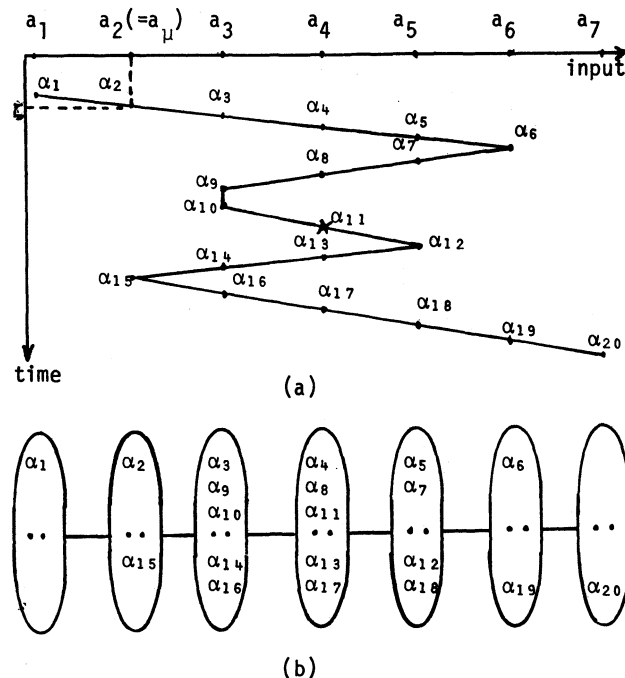 a₁ a₂(=a_μ) a₃ a₄ a₅ a₆ a₇
input
α₁ α₂ α₃ α₄ α₅ α₆
α₇
α₈
α₉
α₁₀
α₁₁
α₁₂
α₁₃
α₁₄
α₁₅ α₁₆
α₁₇
α₁₈
α₁₉
α₂₀
time
(a)
α₁ α₂ α₃ α₄ α₅ α₆
α₉ α₈ α₇
α₁₀ α₁₁
α₁₅ α₁₄ α₁₃ α₁₂
α₁₆ α₁₇ α₁₈ α₁₉ α₂₀
(b)